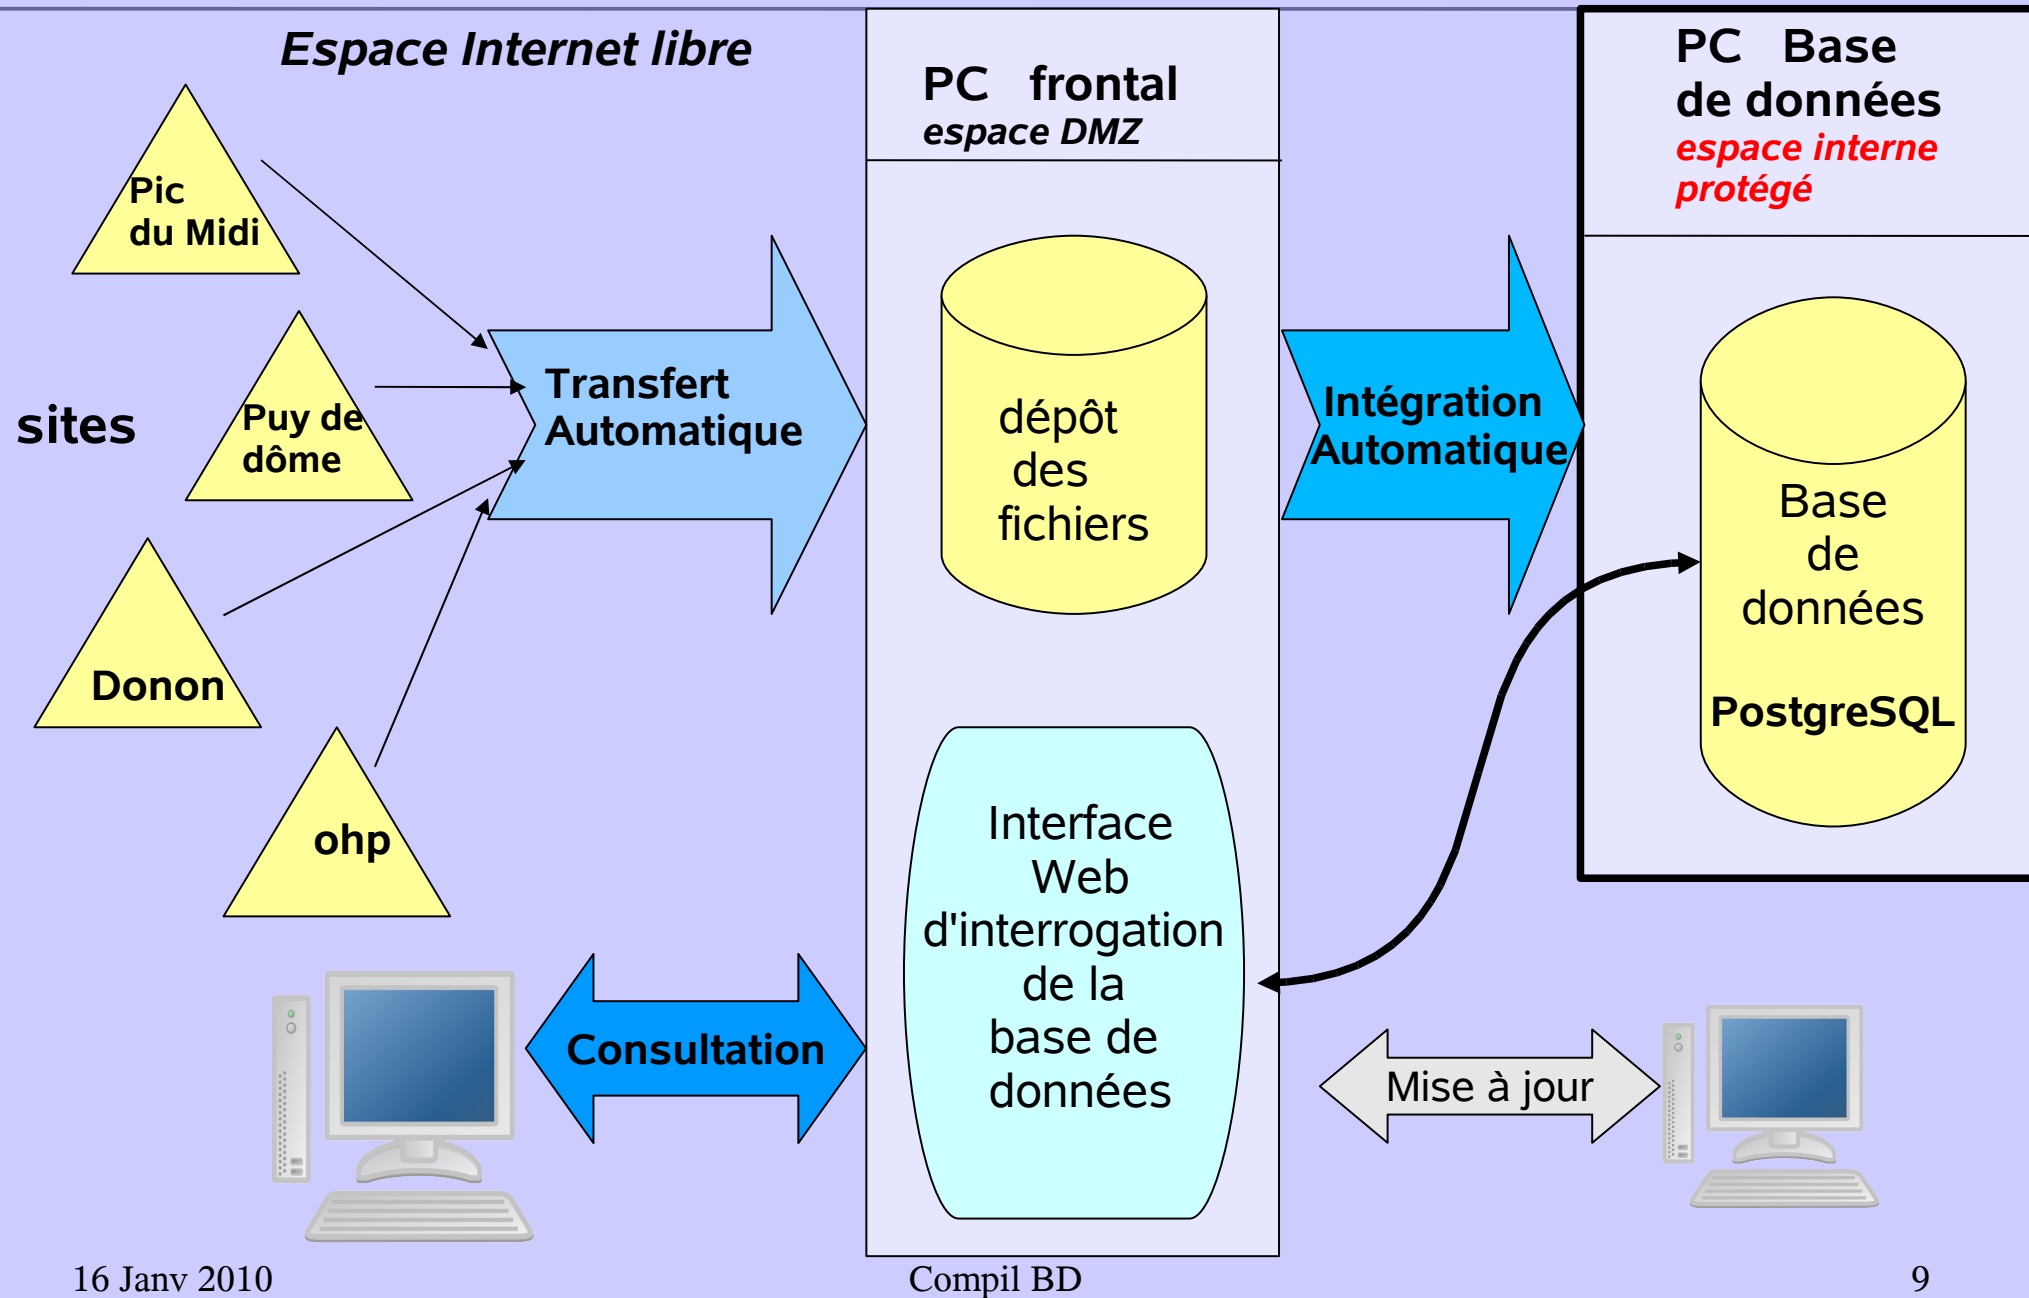 Espace Internet libre
PC frontal
espace DMZ
PC Base
de données
espace interne
protégé
Pic
du Midi
sites
Puy de
dôme
Donon
ohp
Transfert
Automatique
dépôt
des
fichiers
Intégration
Automatique
Base
de
données
PostgreSQL
Interface
Web
d'interrogation
de la
base de
données
Consultation
Mise à jour
16 Janv 2010
Compil BD
9